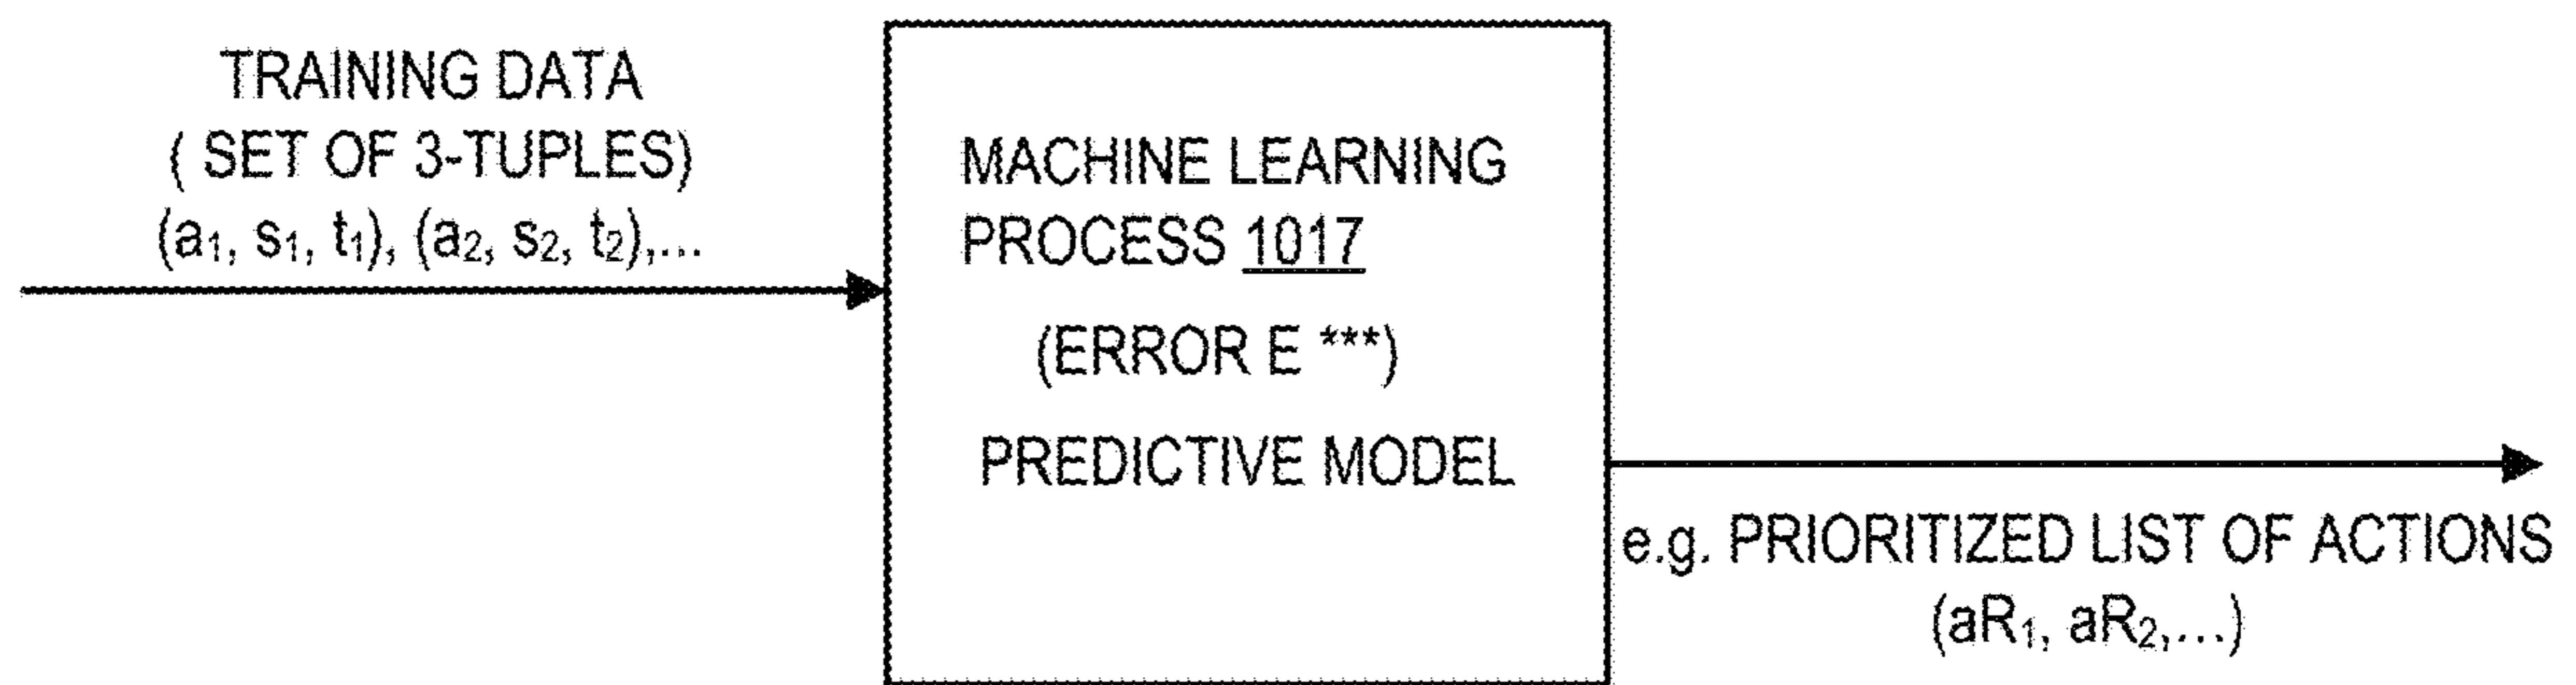 TRAINING DATA
( SET OF 3-TUPLES)
(a₁, s₁, t₁), (a₂, s₂, t₂),...
MACHINE LEARNING
PROCESS 1017
(ERROR E ***)
PREDICTIVE MODEL
e.g. PRIORITIZED LIST OF ACTIONS
(aR₁, aR₂,...)